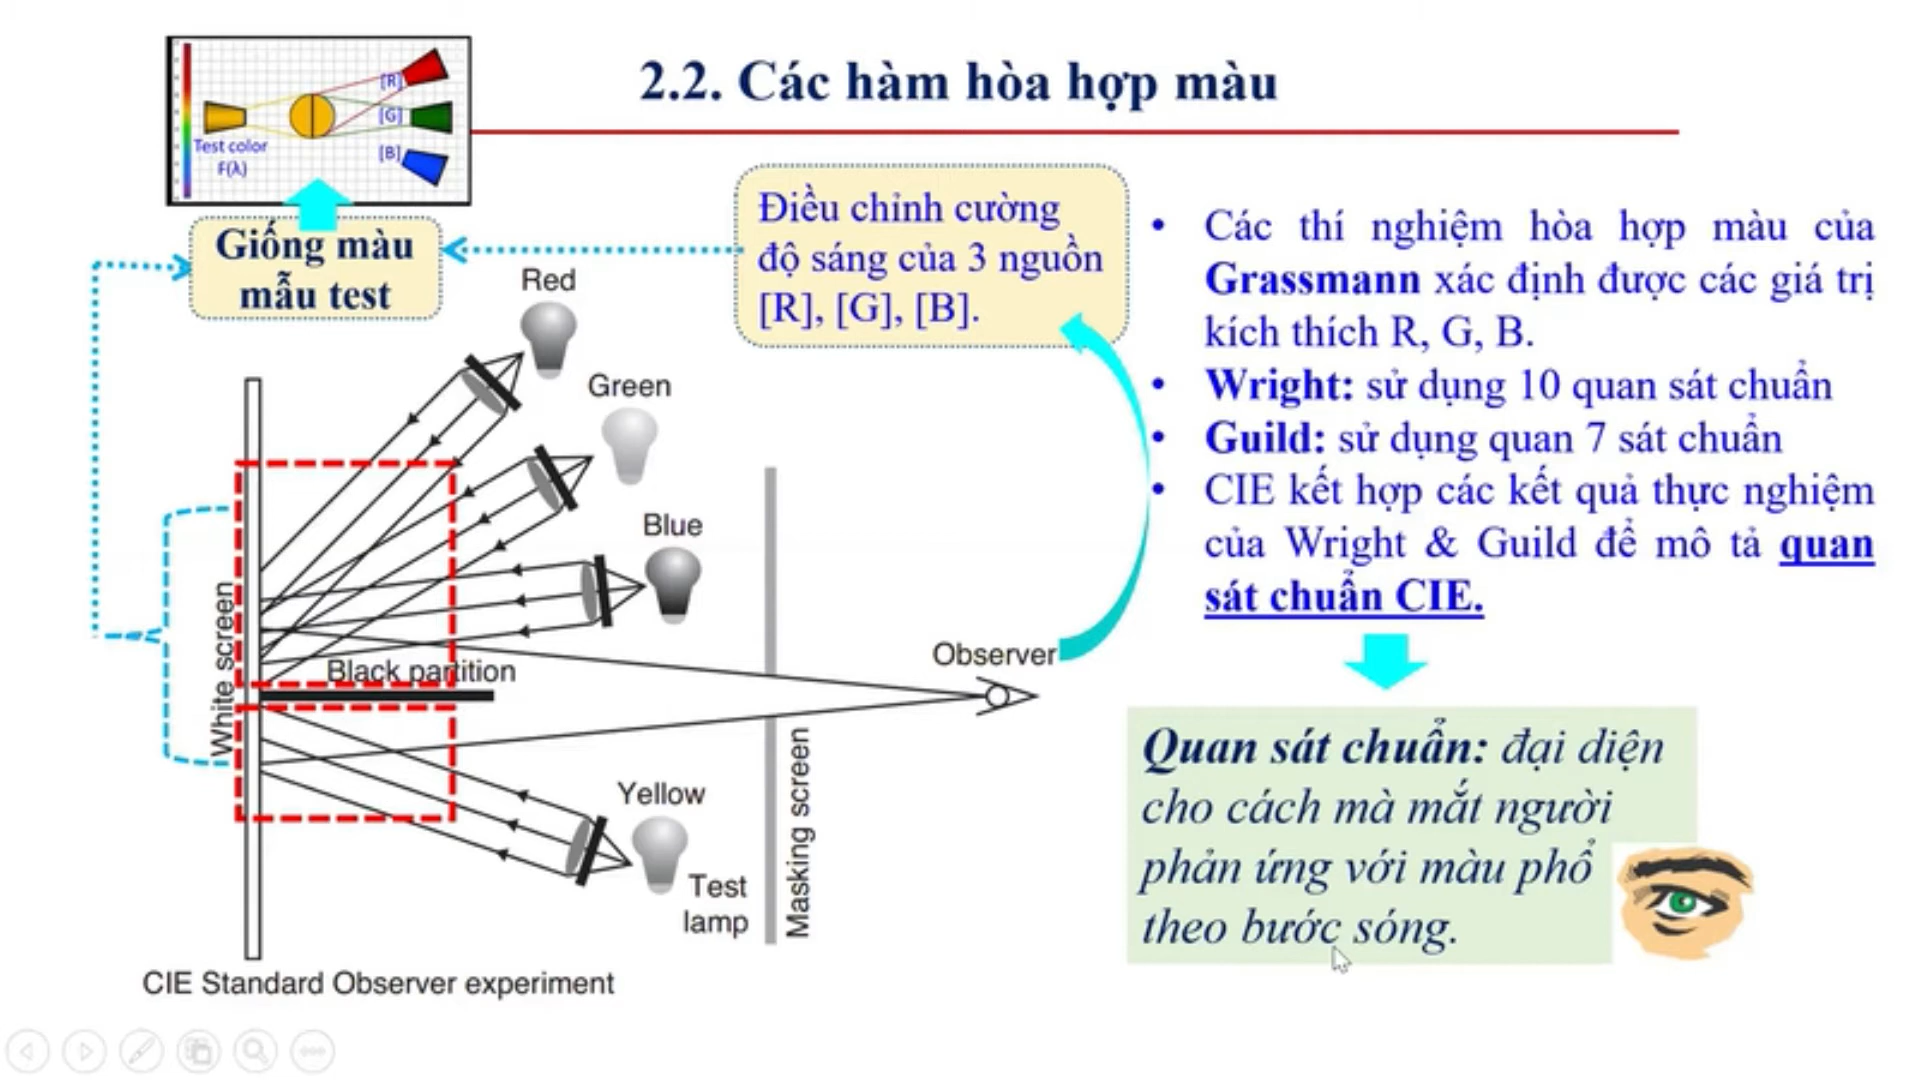 2.2. Các hàm hòa hợp màu
[R]
[G]
[B]
Test color
F(λ)
Giống màu
mẫu test
Điều chỉnh cường
độ sáng của 3 nguồn
[R], [G], [B].
Red
Green
Blue
White screen
Black partition
Observer
Yellow
Test
lamp
Masking screen
CIE Standard Observer experiment
• Các thí nghiệm hòa hợp màu của
Grassmann xác định được các giá trị
kích thích R, G, B.
• Wright: sử dụng 10 quan sát chuẩn
• Guild: sử dụng quan 7 sát chuẩn
• CIE kết hợp các kết quả thực nghiệm
của Wright & Guild để mô tả quan
sát chuẩn CIE.
Quan sát chuẩn: đại diện
cho cách mà mắt người
phản ứng với màu phổ
theo bước sóng.